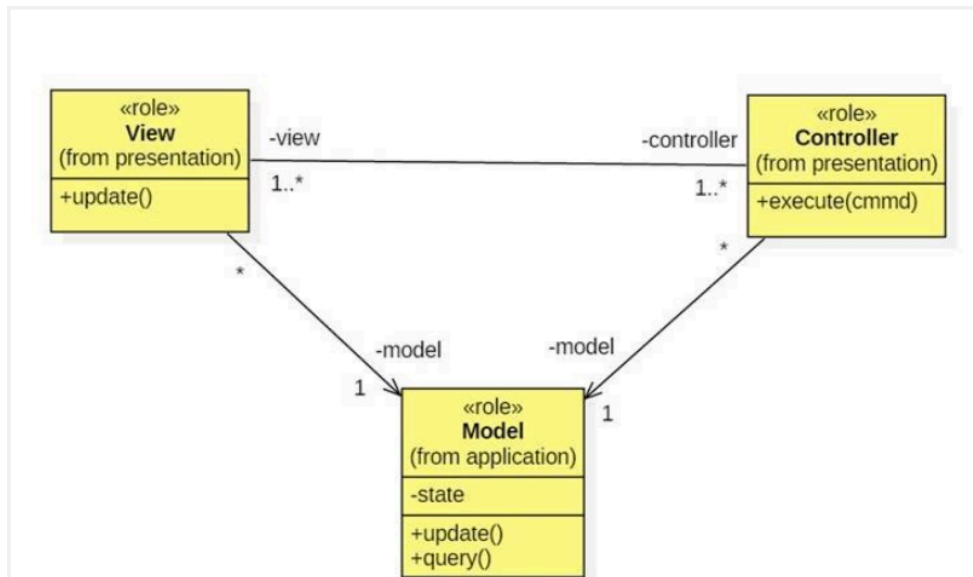 «role»
View
(from presentation)
+update()
-view
1..*
-controller
1..*
«role»
Controller
(from presentation)
+execute(cmmd)
*
*
-model
1
-model
1
«role»
Model
(from application)
-state
+update()
+query()